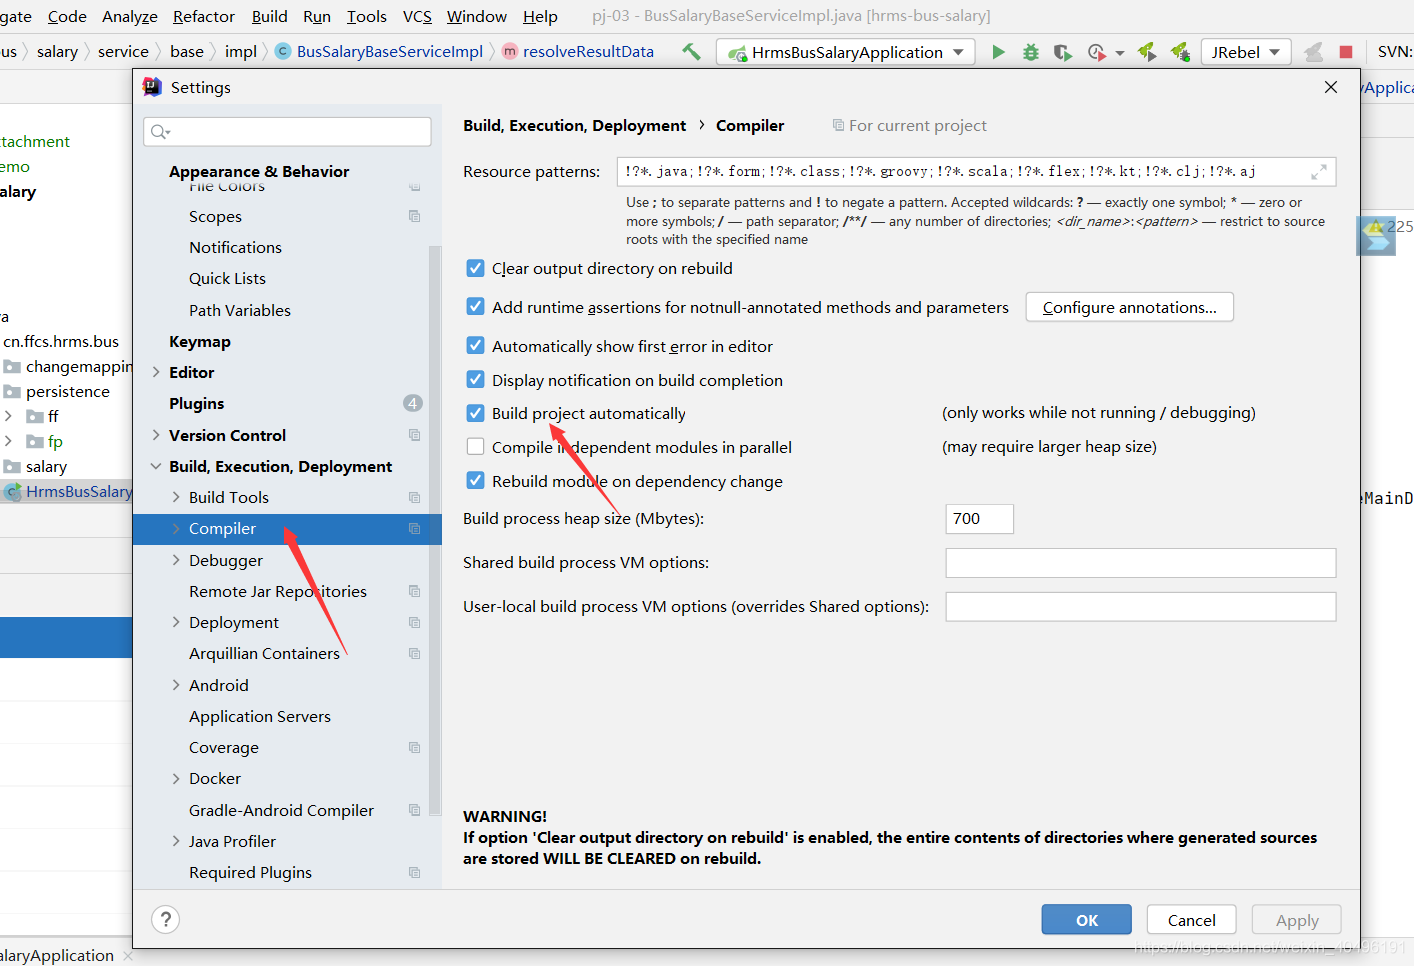 gate Code Analyze Refactor Build Run Tools VCS Window Help pj-03 - BusSalaryBaseServiceImpl.java [hrms-bus-salary]
ous salary service base impl C BusSalaryBaseServiceImpl m resolveResultData HrmsBusSalaryApplication JRebel SVN:
Settings
yApplica
ttachment
emo
alary
va
cn.ffcs.hrms.bus
changemappin
persistence
ff
fp
salary
HrmsBusSalary
alaryApplication
Appearance & Behavior
File Colors
Scopes
Notifications
Quick Lists
Path Variables
Keymap
Editor
Plugins 4
Version Control
Build, Execution, Deployment
Build Tools
Compiler
Debugger
Remote Jar Repositories
Deployment
Arquillian Containers
Android
Application Servers
Coverage
Docker
Gradle-Android Compiler
Java Profiler
Required Plugins
?
Build, Execution, Deployment › Compiler For current project
Resource patterns: !?*.java;!?*.form;!?*.class;!?*.groovy;!?*.scala;!?*.flex;!?*.kt;!?*.clj;!?*.aj
Use ; to separate patterns and ! to negate a pattern. Accepted wildcards: ? — exactly one symbol; * — zero or
more symbols; / — path separator; /**/ — any number of directories; <dir_name>:<pattern> — restrict to source
roots with the specified name
Clear output directory on rebuild
Add runtime assertions for notnull-annotated methods and parameters Configure annotations...
Automatically show first error in editor
Display notification on build completion
Build project automatically (only works while not running / debugging)
Compile independent modules in parallel (may require larger heap size)
Rebuild module on dependency change
Build process heap size (Mbytes): 700
Shared build process VM options:
User-local build process VM options (overrides Shared options):
WARNING!
If option 'Clear output directory on rebuild' is enabled, the entire contents of directories where generated sources
are stored WILL BE CLEARED on rebuild.
OK Cancel Apply
225
eMainD
https://blog.csdn.net/weixin_40496191